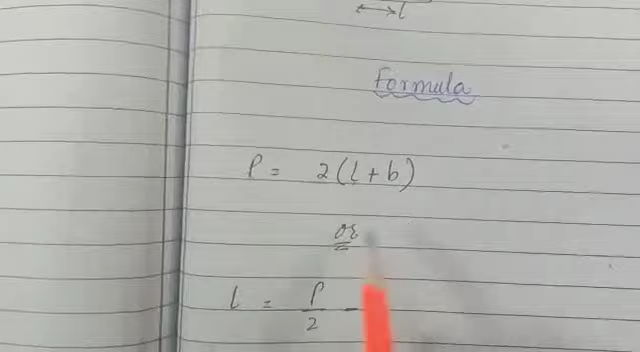 l
Formula
P = 2(l+b)
or
l = P/2 -